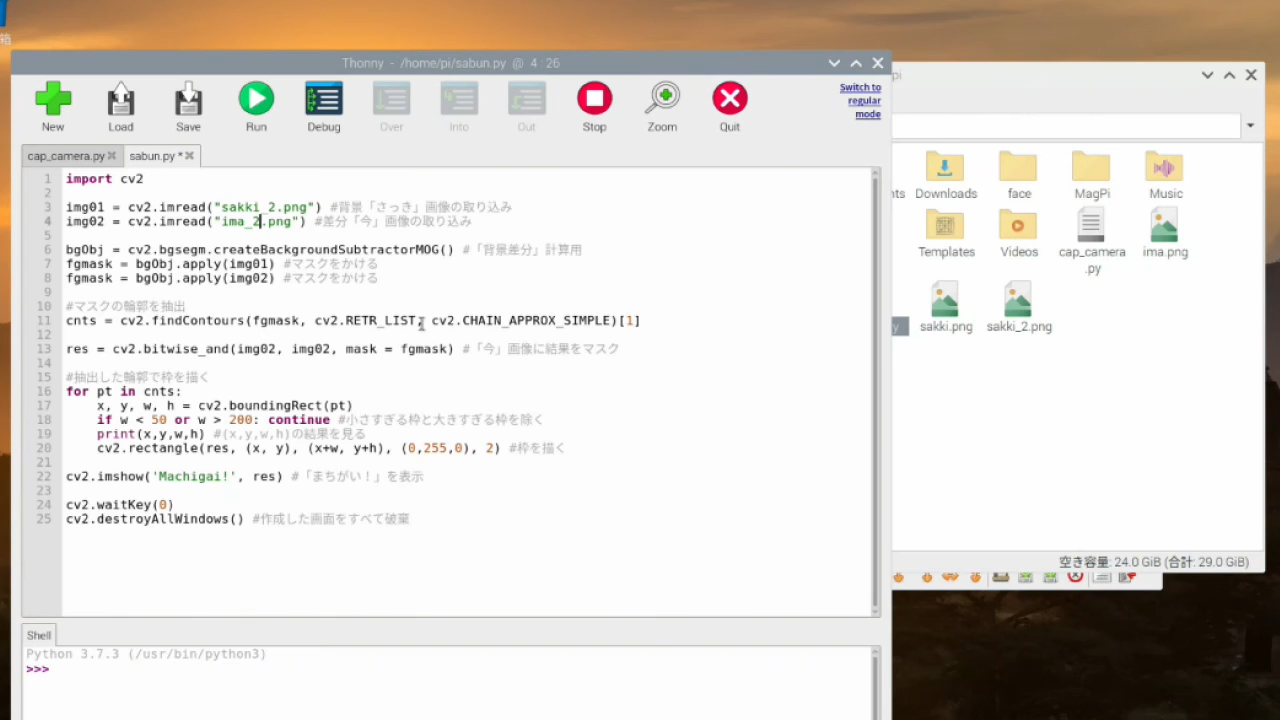 箱
Thonny - /home/pi/sabun.py @ 4:26
New Load Save Run Debug Over Into Out Stop Zoom Quit
Switch to
regular
mode
cap_camera.py sabun.py *
1 import cv2
2
3 img01 = cv2.imread("sakki_2.png") #背景「さっき」画像の取り込み
4 img02 = cv2.imread("ima_2.png") #差分「今」画像の取り込み
5
6 bgObj = cv2.bgsegm.createBackgroundSubtractorMOG() #「背景差分」計算用
7 fgmask = bgObj.apply(img01) #マスクをかける
8 fgmask = bgObj.apply(img02) #マスクをかける
9
10 #マスクの輪郭を抽出
11 cnts = cv2.findContours(fgmask, cv2.RETR_LIST, cv2.CHAIN_APPROX_SIMPLE)[1]
12
13 res = cv2.bitwise_and(img02, img02, mask = fgmask) #「今」画像に結果をマスク
14
15 #抽出した輪郭で枠を描く
16 for pt in cnts:
17     x, y, w, h = cv2.boundingRect(pt)
18     if w < 50 or w > 200: continue #小さすぎる枠と大きすぎる枠を除く
19     print(x,y,w,h) #(x,y,w,h)の結果を見る
20     cv2.rectangle(res, (x, y), (x+w, y+h), (0,255,0), 2) #枠を描く
21
22 cv2.imshow('Machigai!', res) #「まちがい！」を表示
23
24 cv2.waitKey(0)
25 cv2.destroyAllWindows() #作成した画面をすべて破棄
Shell
Python 3.7.3 (/usr/bin/python3)
>>>
pi
nts Downloads face MagPi Music
Templates Videos cap_camera
.py ima.png
y sakki.png sakki_2.png
空き容量: 24.0 GiB (合計: 29.0 GiB)